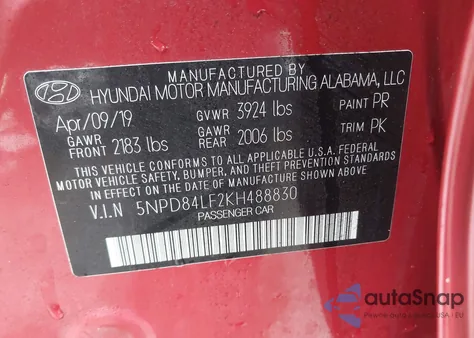 MANUFACTURED BY
HYUNDAI MOTOR MANUFACTURING ALABAMA, LLC
Apr/09/19 GVWR 3924 lbs PAINT PR
GAWR FRONT 2183 lbs GAWR REAR 2006 lbs TRIM PK
THIS VEHICLE CONFORMS TO ALL APPLICABLE U.S.A FEDERAL
MOTOR VEHICLE SAFETY, BUMPER, AND THEFT PREVENTION STANDARDS
IN EFFECT ON THE DATE OF MANUFACTURE SHOWN ABOVE.
V.I.N 5NPD84LF2KH488830
PASSENGER CAR
autoSnap